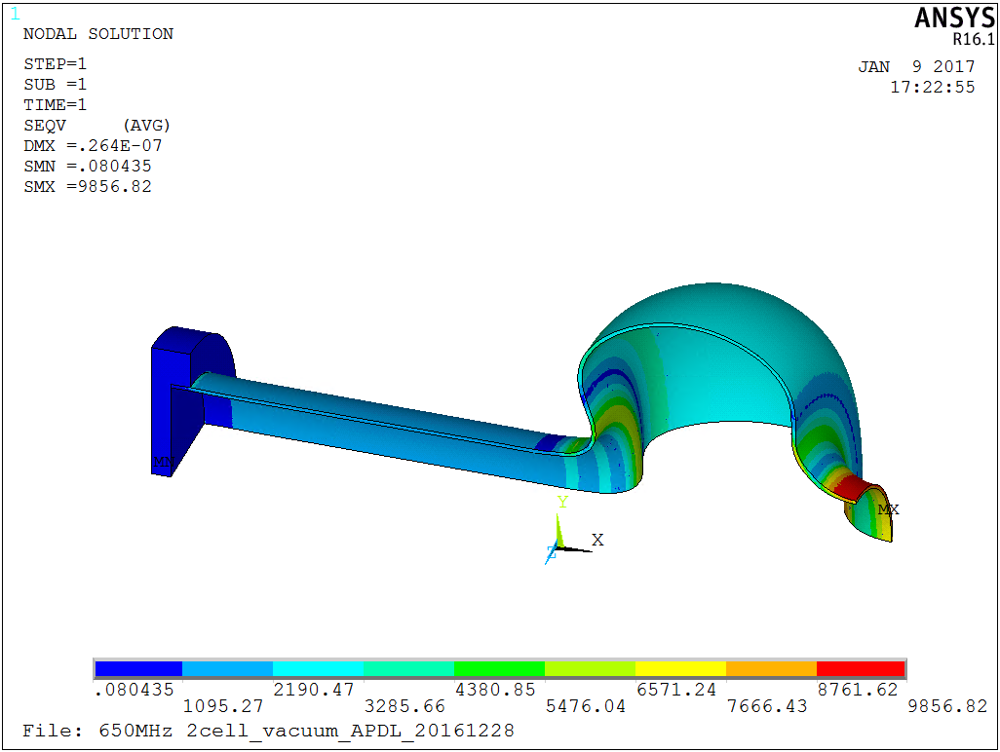 1
NODAL SOLUTION
ANSYS
R16.1
STEP=1
SUB =1
TIME=1
SEQV (AVG)
DMX =.264E-07
SMN =.080435
SMX =9856.82
JAN 9 2017
17:22:55
MN
MX
Y
X
Z
.080435 2190.47 4380.85 6571.24 8761.62
1095.27 3285.66 5476.04 7666.43 9856.82
File: 650MHz 2cell_vacuum_APDL_20161228